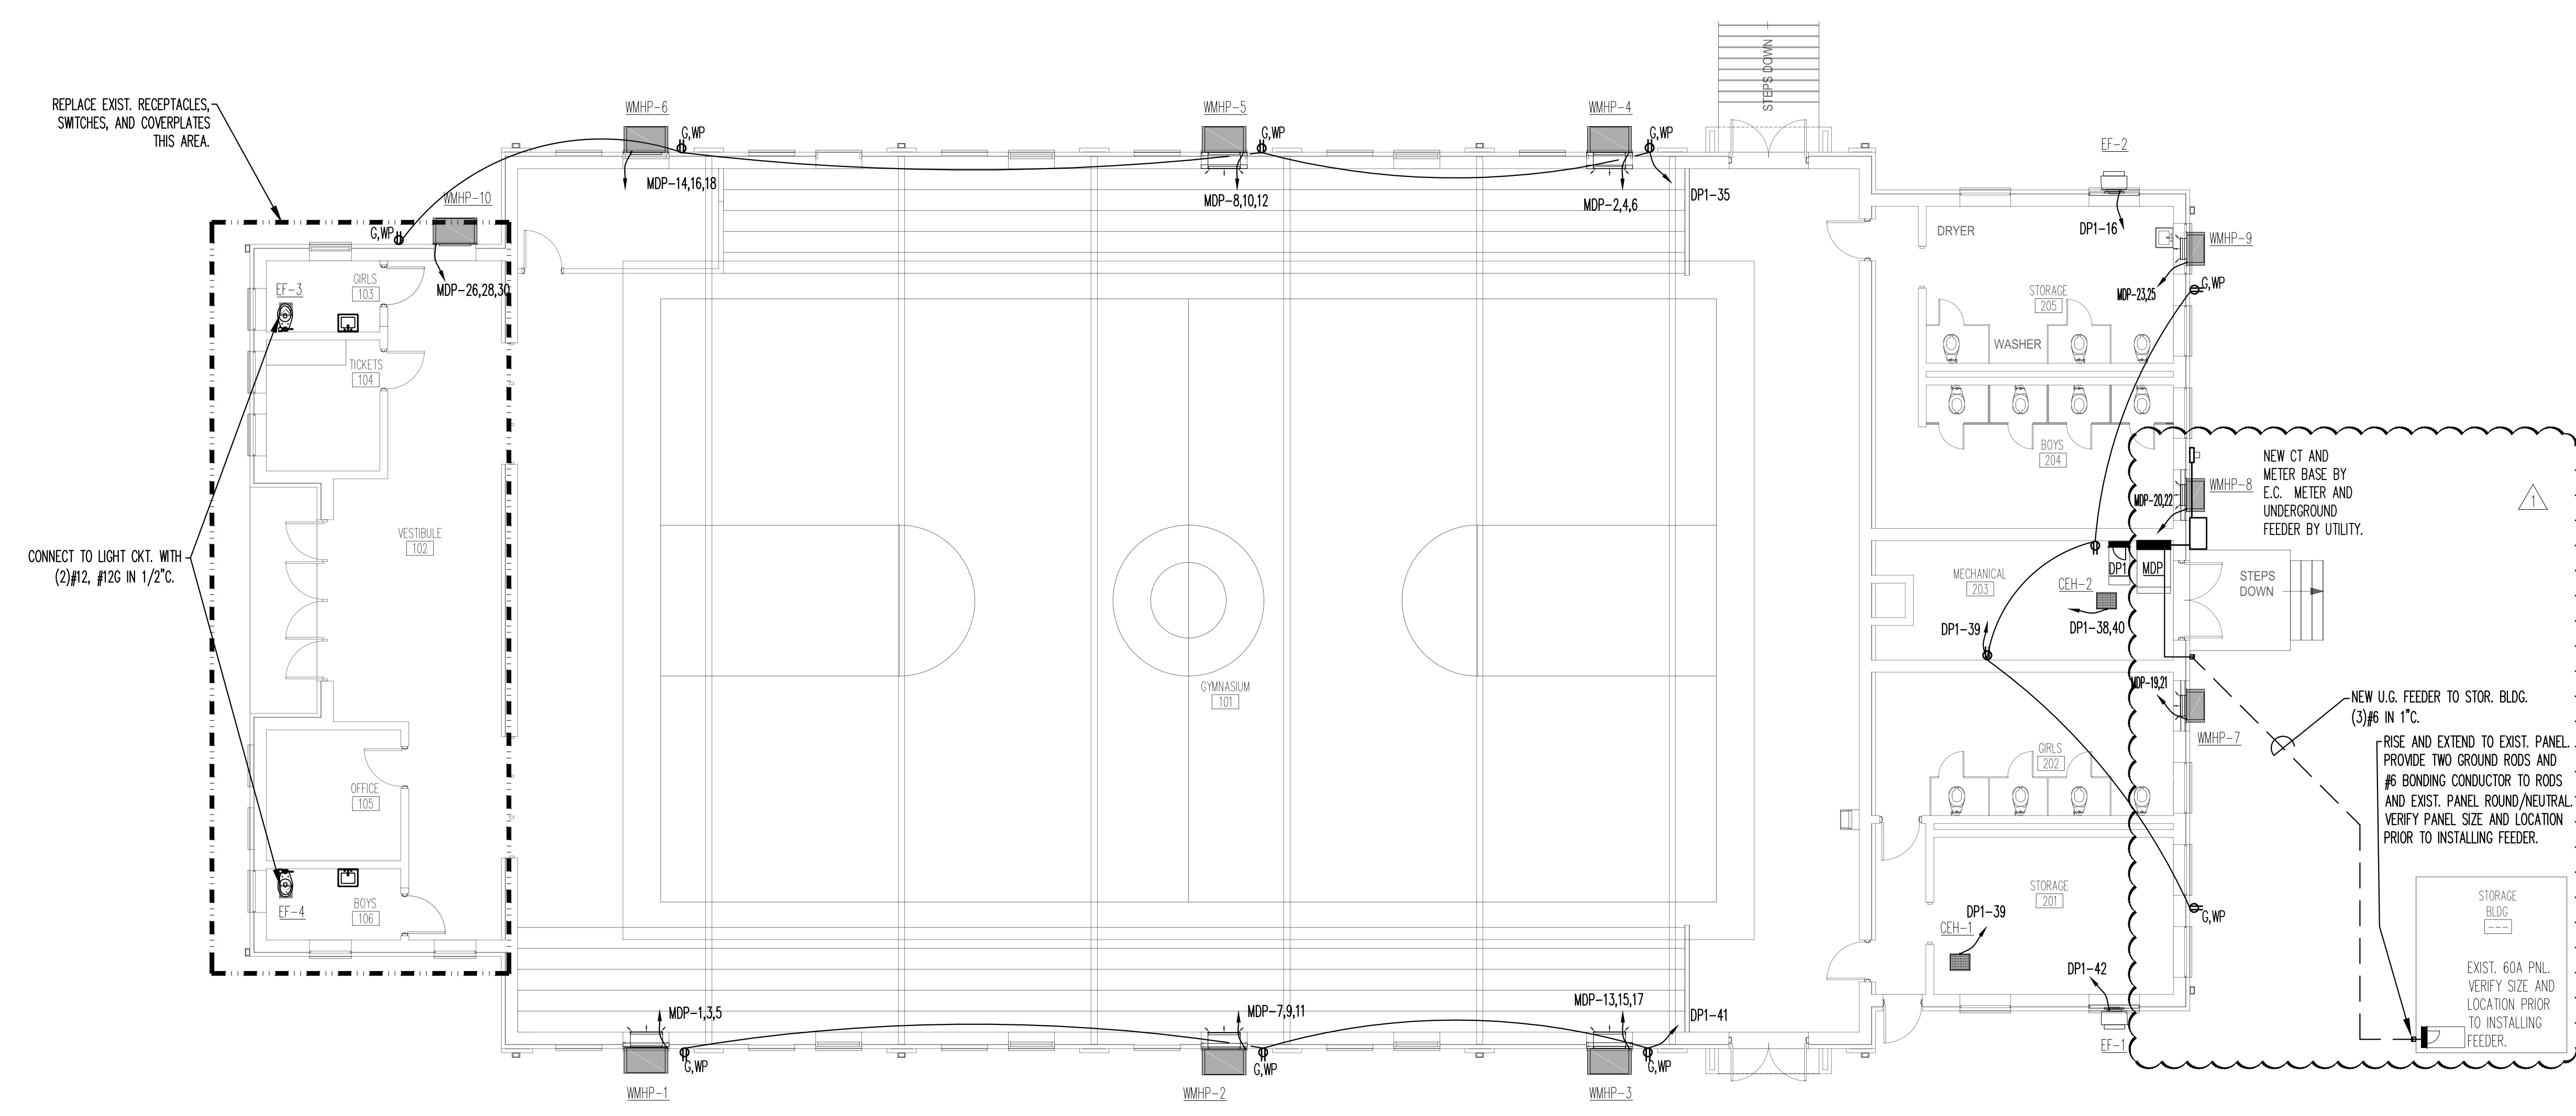 STEPS DOWN
REPLACE EXIST. RECEPTACLES,
SWITCHES, AND COVERPLATES
THIS AREA.
WMHP-6
WMHP-5
WMHP-4
G,WP
G,WP
G,WP
EF-2
MDP-14,16,18
MDP-8,10,12
MDP-2,4,6
DP1-35
WMHP-10
G,WP
MDP-26,28,30
DRYER
DP1-16
WMHP-9
GIRLS
103
EF-3
STORAGE
205
MDP-23,25
G,WP
WASHER
TICKETS
104
BOYS
204
NEW CT AND
METER BASE BY
E.C. METER AND
UNDERGROUND
FEEDER BY UTILITY.
WMHP-8
MDP-20,22
1
VESTIBULE
102
CONNECT TO LIGHT CKT. WITH
(2)#12, #12G IN 1/2"C.
MECHANICAL
203
CEH-2
DP1
MDP
STEPS
DOWN
DP1-39
DP1-38,40
GYMNASIUM
101
MDP-19,21
WMHP-7
NEW U.G. FEEDER TO STOR. BLDG.
(3)#6 IN 1"C.
RISE AND EXTEND TO EXIST. PANEL.
PROVIDE TWO GROUND RODS AND
#6 BONDING CONDUCTOR TO RODS
AND EXIST. PANEL ROUND/NEUTRAL.
VERIFY PANEL SIZE AND LOCATION
PRIOR TO INSTALLING FEEDER.
GIRLS
202
OFFICE
105
STORAGE
201
STORAGE
BLDG
---
BOYS
106
EF-4
DP1-39
CEH-1
G,WP
DP1-42
EXIST. 60A PNL.
VERIFY SIZE AND
LOCATION PRIOR
TO INSTALLING
FEEDER.
MDP-1,3,5
MDP-7,9,11
MDP-13,15,17
DP1-41
EF-1
G,WP
G,WP
G,WP
WMHP-1
WMHP-2
WMHP-3